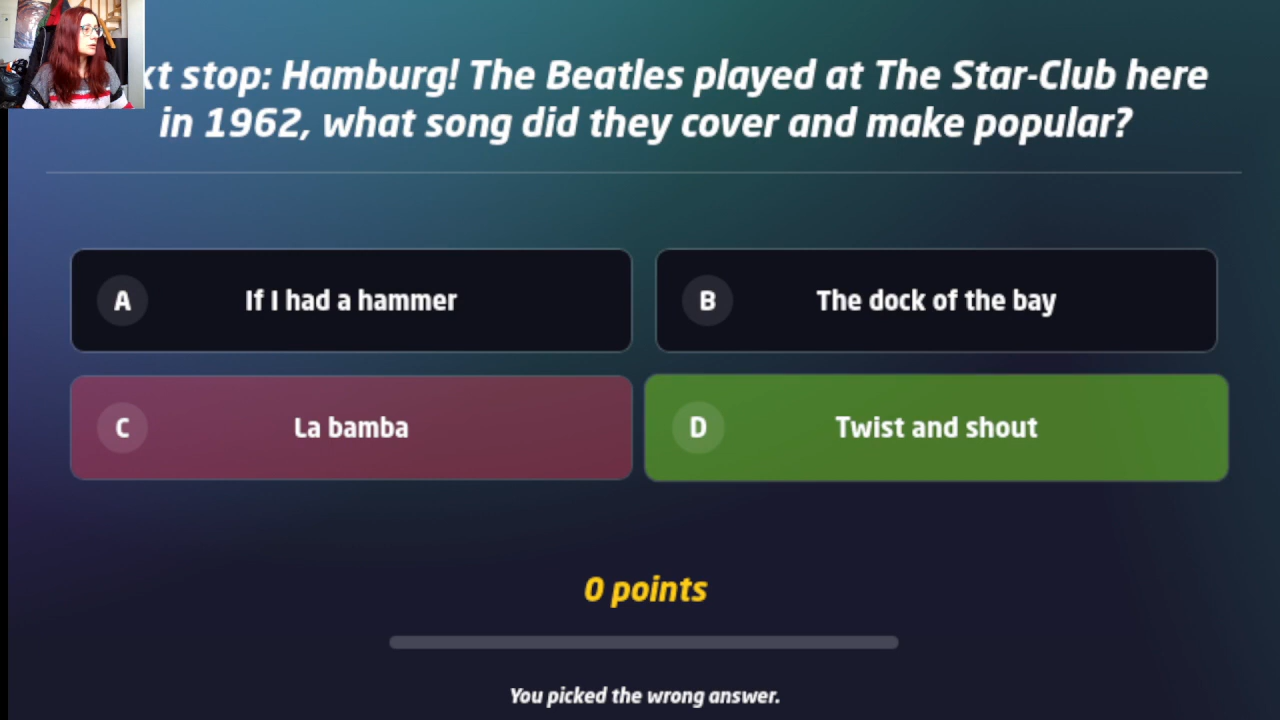 xt stop: Hamburg! The Beatles played at The Star-Club here
in 1962, what song did they cover and make popular?
A If I had a hammer
B The dock of the bay
C La bamba
D Twist and shout
0 points
You picked the wrong answer.